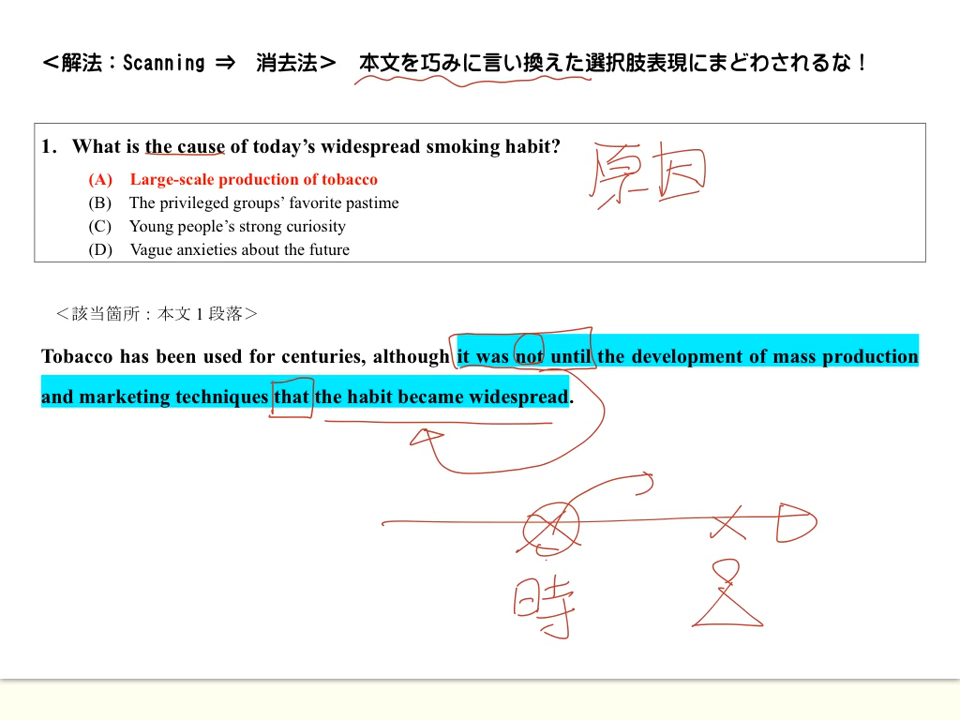 ＜解法：Scanning ⇒　消去法＞　本文を巧みに言い換えた選択肢表現にまどわされるな！
1. What is the cause of today's widespread smoking habit?
原因
(A) Large-scale production of tobacco
(B) The privileged groups' favorite pastime
(C) Young people's strong curiosity
(D) Vague anxieties about the future
＜該当箇所：本文１段落＞
Tobacco has been used for centuries, although it was not until the development of mass production
and marketing techniques that the habit became widespread.
時